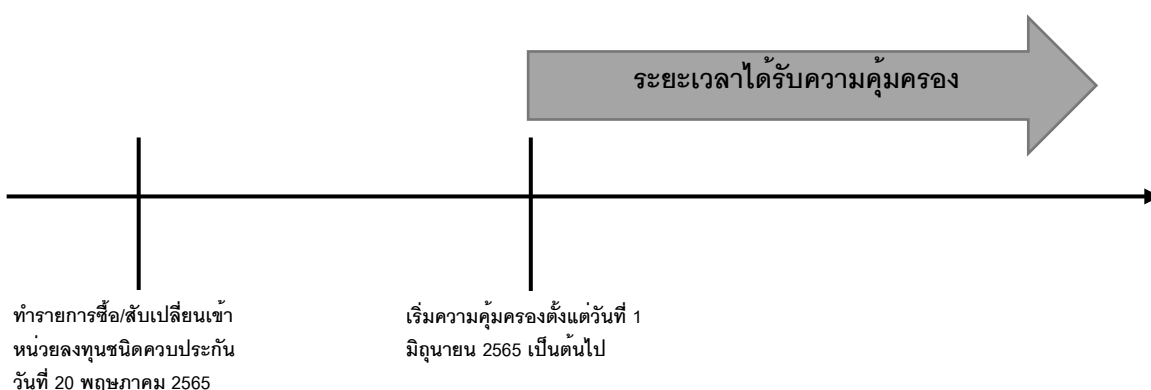 ระยะเวลาได้รับความคุ้มครอง
ทำรายการซื้อ/สับเปลี่ยนเข้า
หน่วยลงทุนชนิดควบประกัน
วันที่ 20 พฤษภาคม 2565
เริ่มความคุ้มครองตั้งแต่วันที่ 1
มิถุนายน 2565 เป็นต้นไป